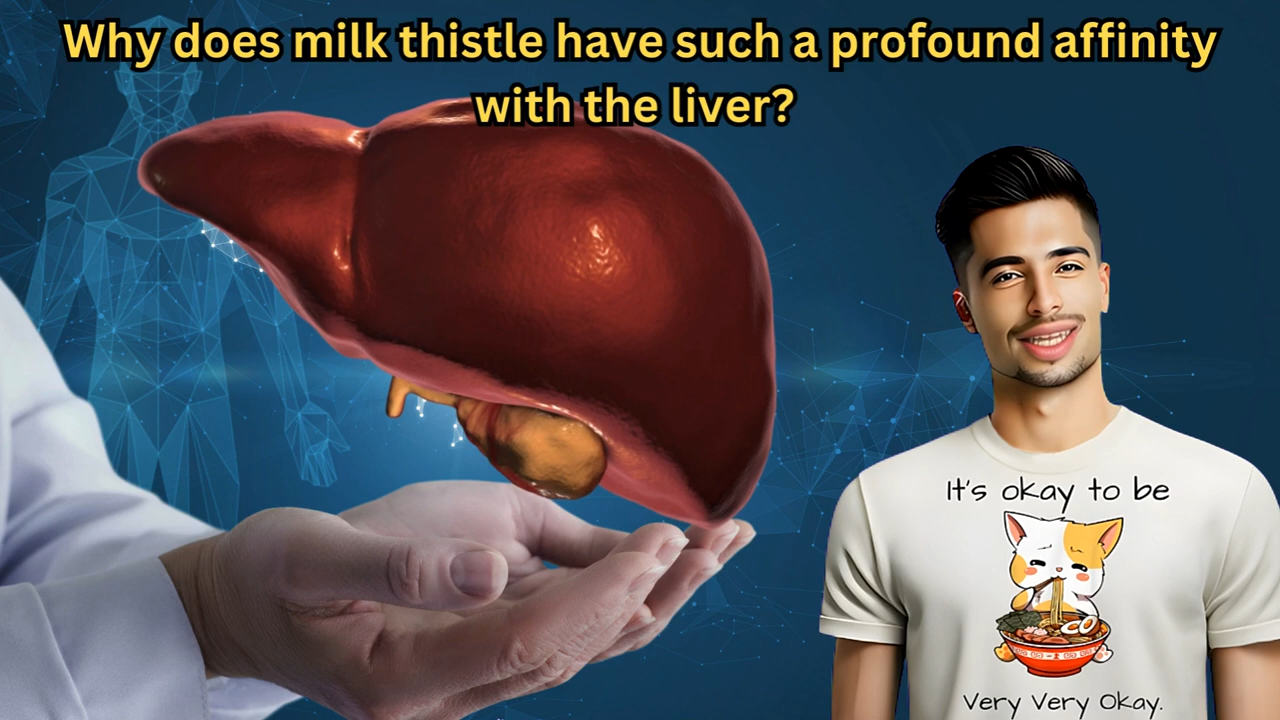 Why does milk thistle have such a profound affinity
with the liver?
It's okay to be
Very Very Okay.